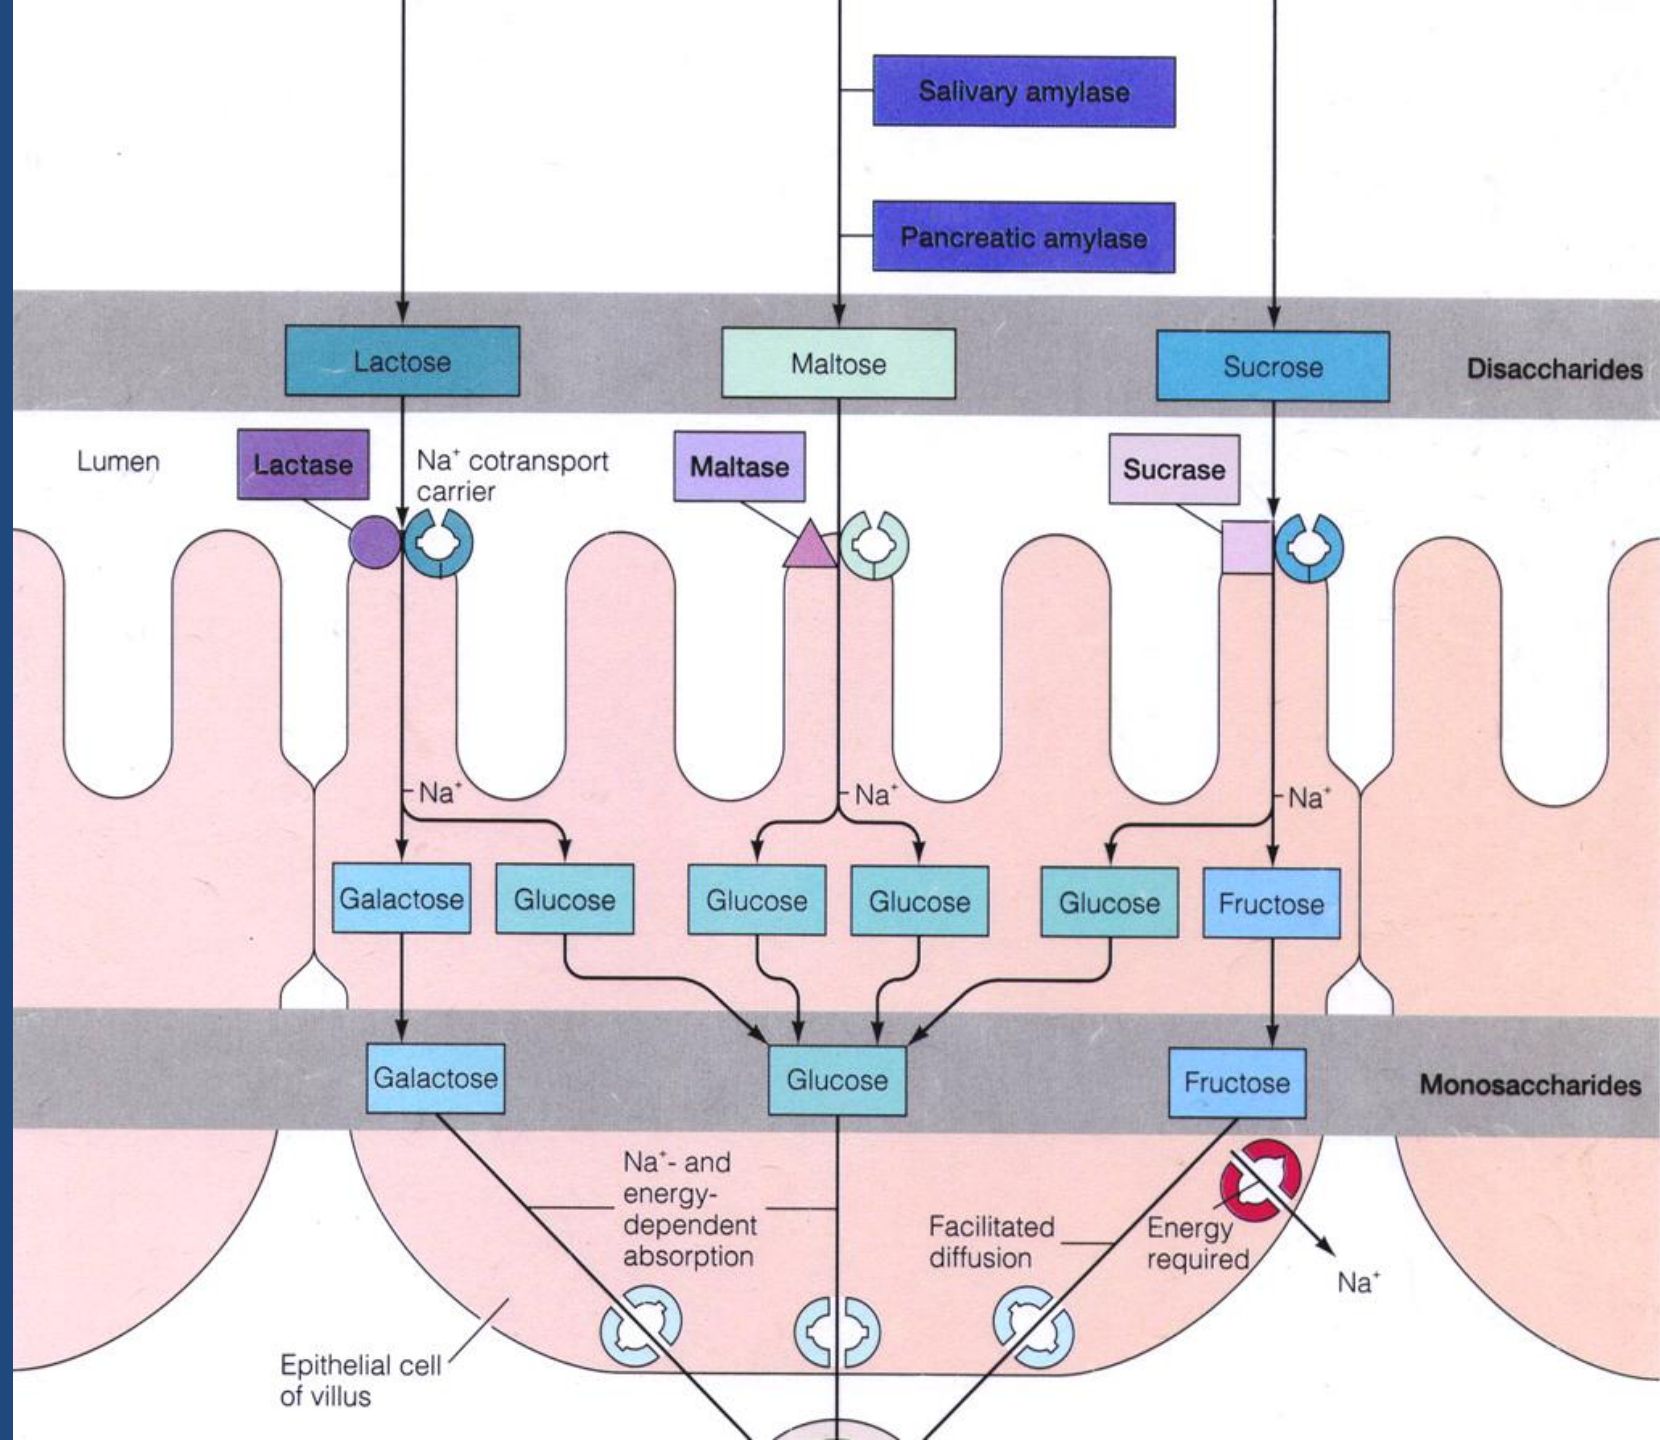 Salivary amylase
Pancreatic amylase
Lactose
Maltose
Sucrose
Disaccharides
Lumen
Lactase
Na⁺ cotransport
carrier
Maltase
Sucrase
Na⁺
Na⁺
Na⁺
Galactose
Glucose
Glucose
Glucose
Glucose
Fructose
Galactose
Glucose
Fructose
Monosaccharides
Na⁺- and
energy-
dependent
absorption
Facilitated
diffusion
Energy
required
Na⁺
Epithelial cell
of villus